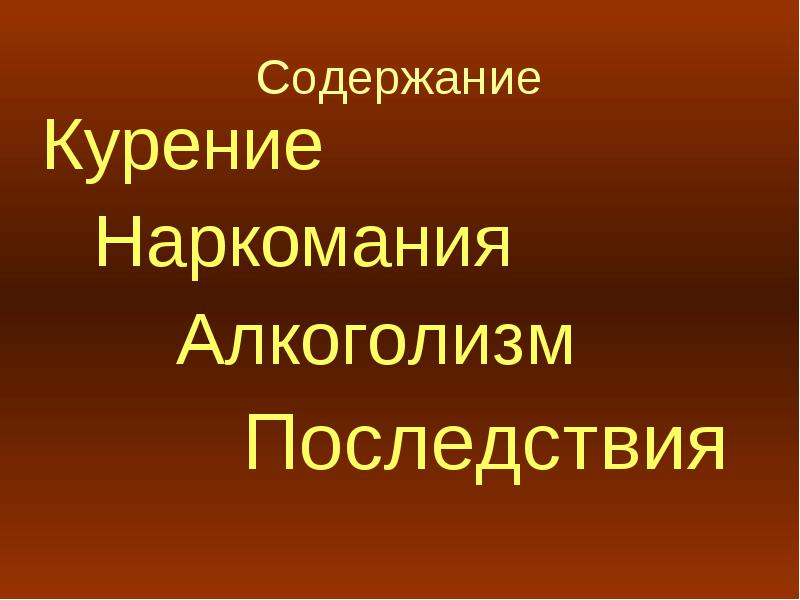 Содержание
Курение
Наркомания
Алкоголизм
Последствия